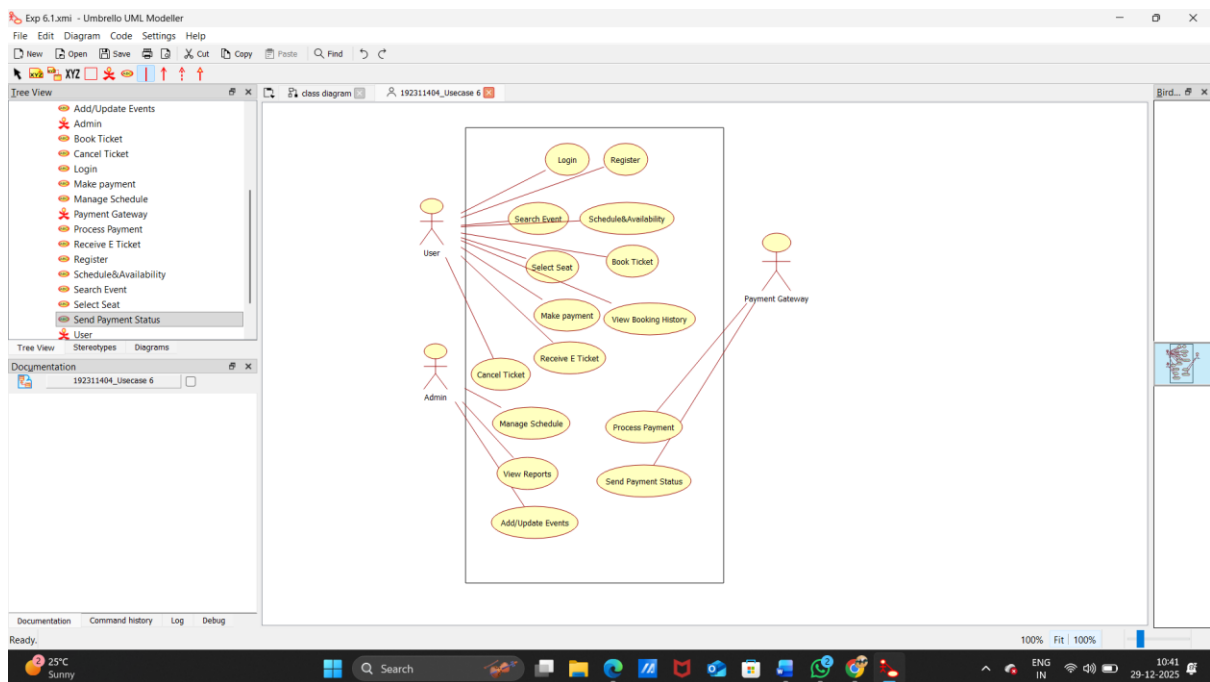 Exp 6.1.xmi - Umbrello UML Modeller
File Edit Diagram Code Settings Help
New Open Save Cut Copy Paste Find
XYZ XYZ
Tree View
class diagram
192311404_Usecase 6
Bird...
Add/Update Events
Admin
Book Ticket
Cancel Ticket
Login
Make payment
Manage Schedule
Payment Gateway
Process Payment
Receive E Ticket
Register
Schedule&Availability
Search Event
Select Seat
Send Payment Status
User
Tree View Stereotypes Diagrams
Documentation
192311404_Usecase 6
Login
Register
Search Event
Schedule&Availability
User
Select Seat
Book Ticket
Payment Gateway
Make payment
View Booking History
Receive E Ticket
Cancel Ticket
Admin
Manage Schedule
Process Payment
View Reports
Send Payment Status
Add/Update Events
Documentation Command history Log Debug
Ready.
100% Fit 100%
2
25°C
Sunny
Search
ENG
IN
10:41
29-12-2025